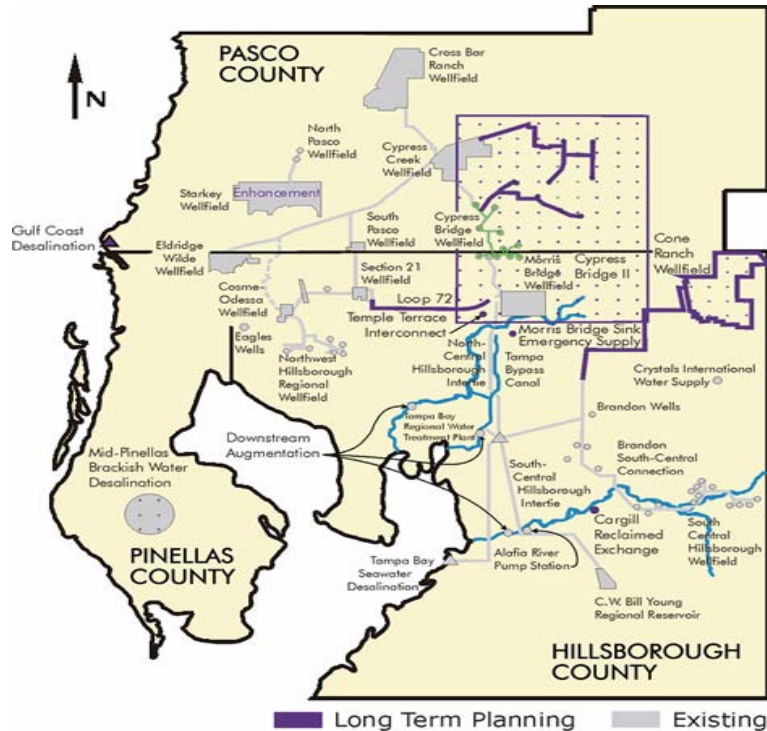 PASCO
COUNTY
Cross Bar
Ranch
Wellfield
N
North
Pasco
Wellfield
Cypress
Creek
Wellfield
Enhancement
Starkey
Wellfield
Gulf Coast
Desalination
Eldridge
Wilde
Wellfield
South
Pasco
Wellfield
Cypress
Bridge
Wellfield
Cone
Ranch
Wellfield
Morris
Bridge
Wellfield
Cypress
Bridge II
Section 21
Wellfield
Cosme-
Odessa
Wellfield
Loop 72
Temple Terrace
Interconnect
Eagles
Wells
Morris Bridge Sink
Emergency Supply
Northwest
Hillsborough
Regional
Wellfield
North-
Central
Hillsborough
Intertie
Tampa
Bypass
Canal
Crystals International
Water Supply
Brandon Wells
Tampa Bay
Regional Water
Treatment Plant
Downstream
Augmentation
Mid-Pinellas
Brackish Water
Desalination
Brandon
South-Central
Connection
South-
Central
Hillsborough
Intertie
Cargill
Reclaimed
Exchange
South
Central
Hillsborough
Wellfield
PINELLAS
COUNTY
Tampa Bay
Seawater
Desalination
Alafia River
Pump Station
C.W. Bill Young
Regional Reservoir
HILLSBOROUGH
COUNTY
Long Term Planning
Existing